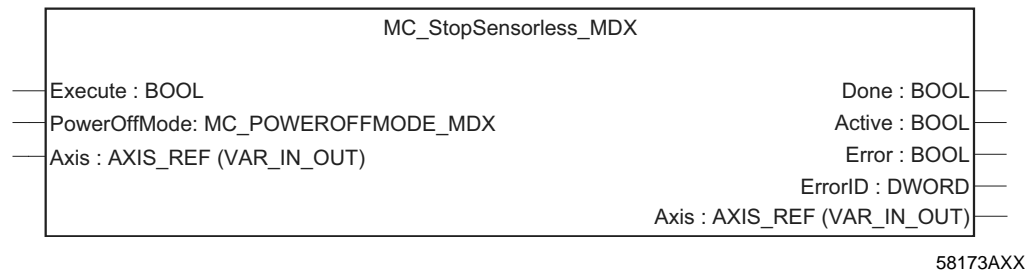 MC_StopSensorless_MDX
Execute : BOOL
Done : BOOL
PowerOffMode: MC_POWEROFFMODE_MDX
Active : BOOL
Axis : AXIS_REF (VAR_IN_OUT)
Error : BOOL
ErrorID : DWORD
Axis : AXIS_REF (VAR_IN_OUT)
58173AXX